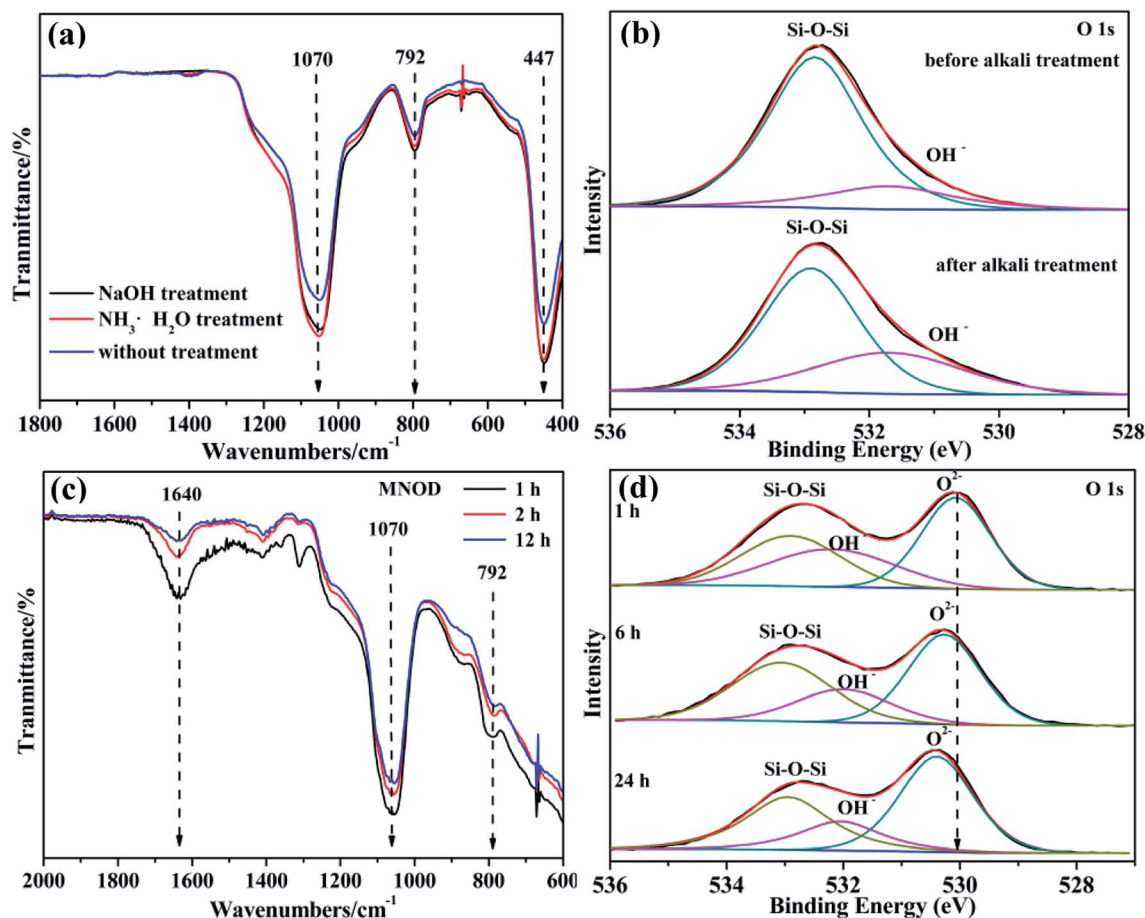 (a)
1070
792
447
Tranmittance/%
NaOH treatment
NH₃· H₂O treatment
without treatment
1800 1600 1400 1200 1000 800 600 400
Wavenumbers/cm⁻¹
(b)
Si-O-Si
O 1s
before alkali treatment
OH⁻
Si-O-Si
after alkali treatment
OH⁻
Intensity
536 534 532 530 528
Binding Energy (eV)
(c)
1640
MNOD
1 h
2 h
12 h
1070
792
Tranmittance/%
2000 1800 1600 1400 1200 1000 800 600
Wavenumbers/cm⁻¹
(d)
Si-O-Si
O²⁻
O 1s
1 h
OH⁻
O²⁻
6 h
Si-O-Si
OH⁻
O²⁻
24 h
Si-O-Si
OH⁻
Intensity
536 534 532 530 528
Binding Energy (eV)